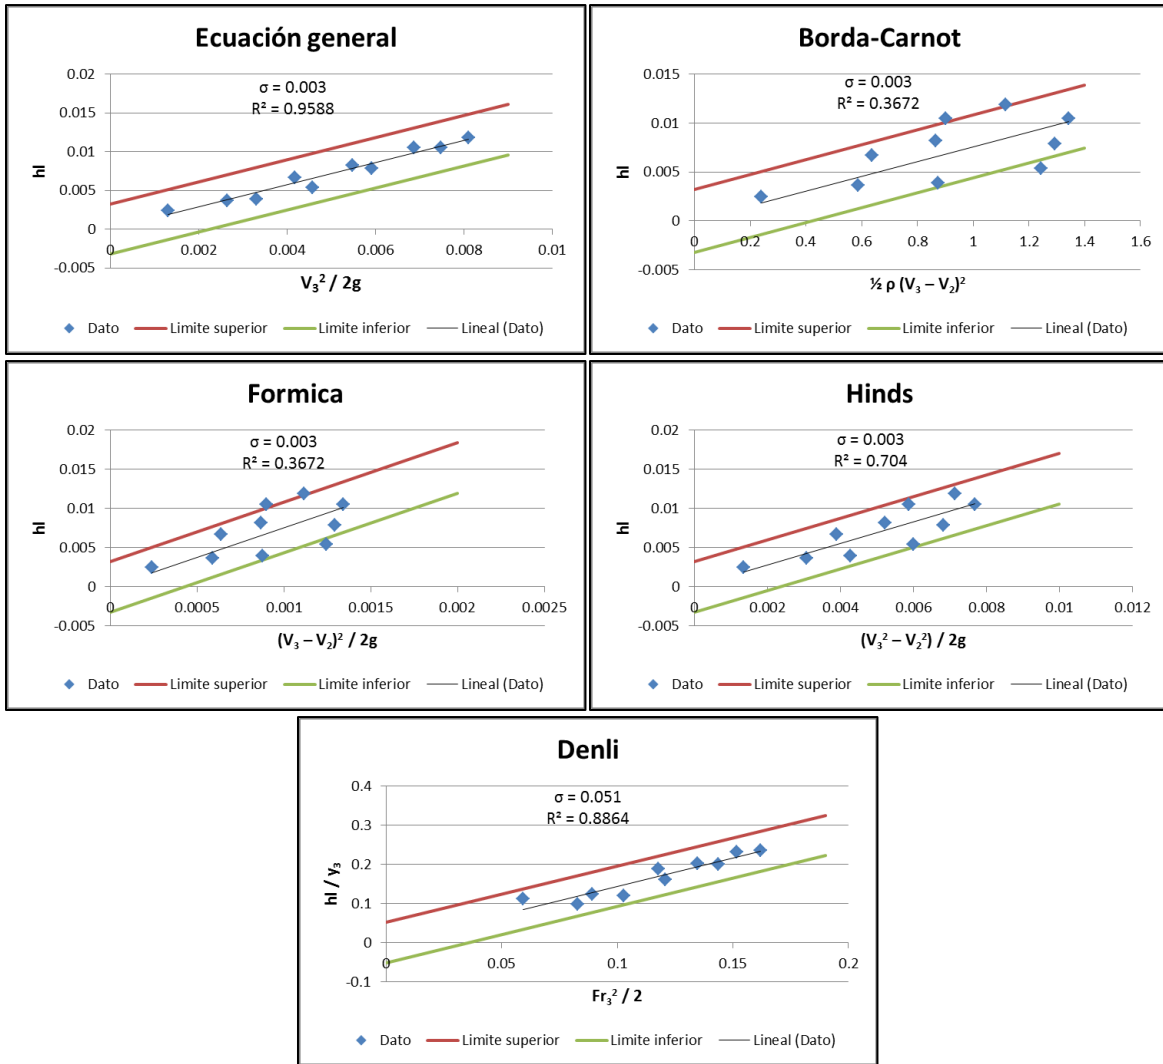 Ecuación general
σ = 0.003
R² = 0.9588
0.02
0.015
0.01
0.005
0
-0.005
hl
0 0.002 0.004 0.006 0.008 0.01
V₃² / 2g
Dato Limite superior Limite inferior Lineal (Dato)
Borda-Carnot
σ = 0.003
R² = 0.3672
0.015
0.01
0.005
0
-0.005
hl
0 0.2 0.4 0.6 0.8 1 1.2 1.4 1.6
½ ρ (V₃ – V₂)²
Dato Limite superior Limite inferior Lineal (Dato)
Formica
σ = 0.003
R² = 0.3672
0.02
0.015
0.01
0.005
0
-0.005
hl
0 0.0005 0.001 0.0015 0.002 0.0025
(V₃ – V₂)² / 2g
Dato Limite superior Limite inferior Lineal (Dato)
Hinds
σ = 0.003
R² = 0.704
0.02
0.015
0.01
0.005
0
-0.005
hl
0 0.002 0.004 0.006 0.008 0.01 0.012
(V₃² – V₂²) / 2g
Dato Limite superior Limite inferior Lineal (Dato)
Denli
σ = 0.051
R² = 0.8864
0.4
0.3
0.2
0.1
0
-0.1
hl / y₃
0 0.05 0.1 0.15 0.2
Fr₃² / 2
Dato Limite superior Limite inferior Lineal (Dato)